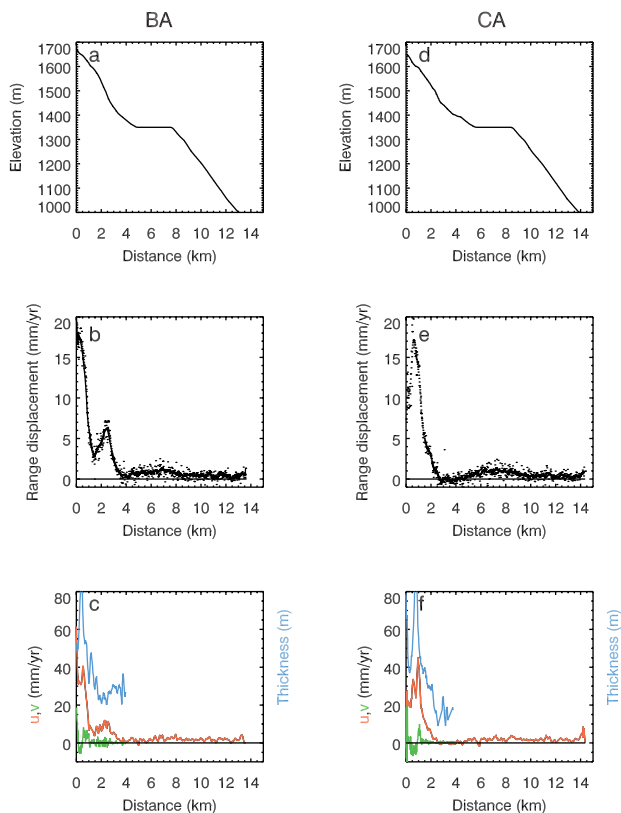 BA
CA
a
1700
1600
1500
1400
1300
1200
1100
1000
Elevation (m)
0 2 4 6 8 10 12 14
Distance (km)
d
1700
1600
1500
1400
1300
1200
1100
1000
Elevation (m)
0 2 4 6 8 10 12 14
Distance (km)
b
20
15
10
5
0
Range displacement (mm/yr)
0 2 4 6 8 10 12 14
Distance (km)
e
20
15
10
5
0
Range displacement (mm/yr)
0 2 4 6 8 10 12 14
Distance (km)
c
80
60
40
20
0
u,v (mm/yr)
Thickness (m)
0 2 4 6 8 10 12 14
Distance (km)
f
80
60
40
20
0
u,v (mm/yr)
Thickness (m)
0 2 4 6 8 10 12 14
Distance (km)